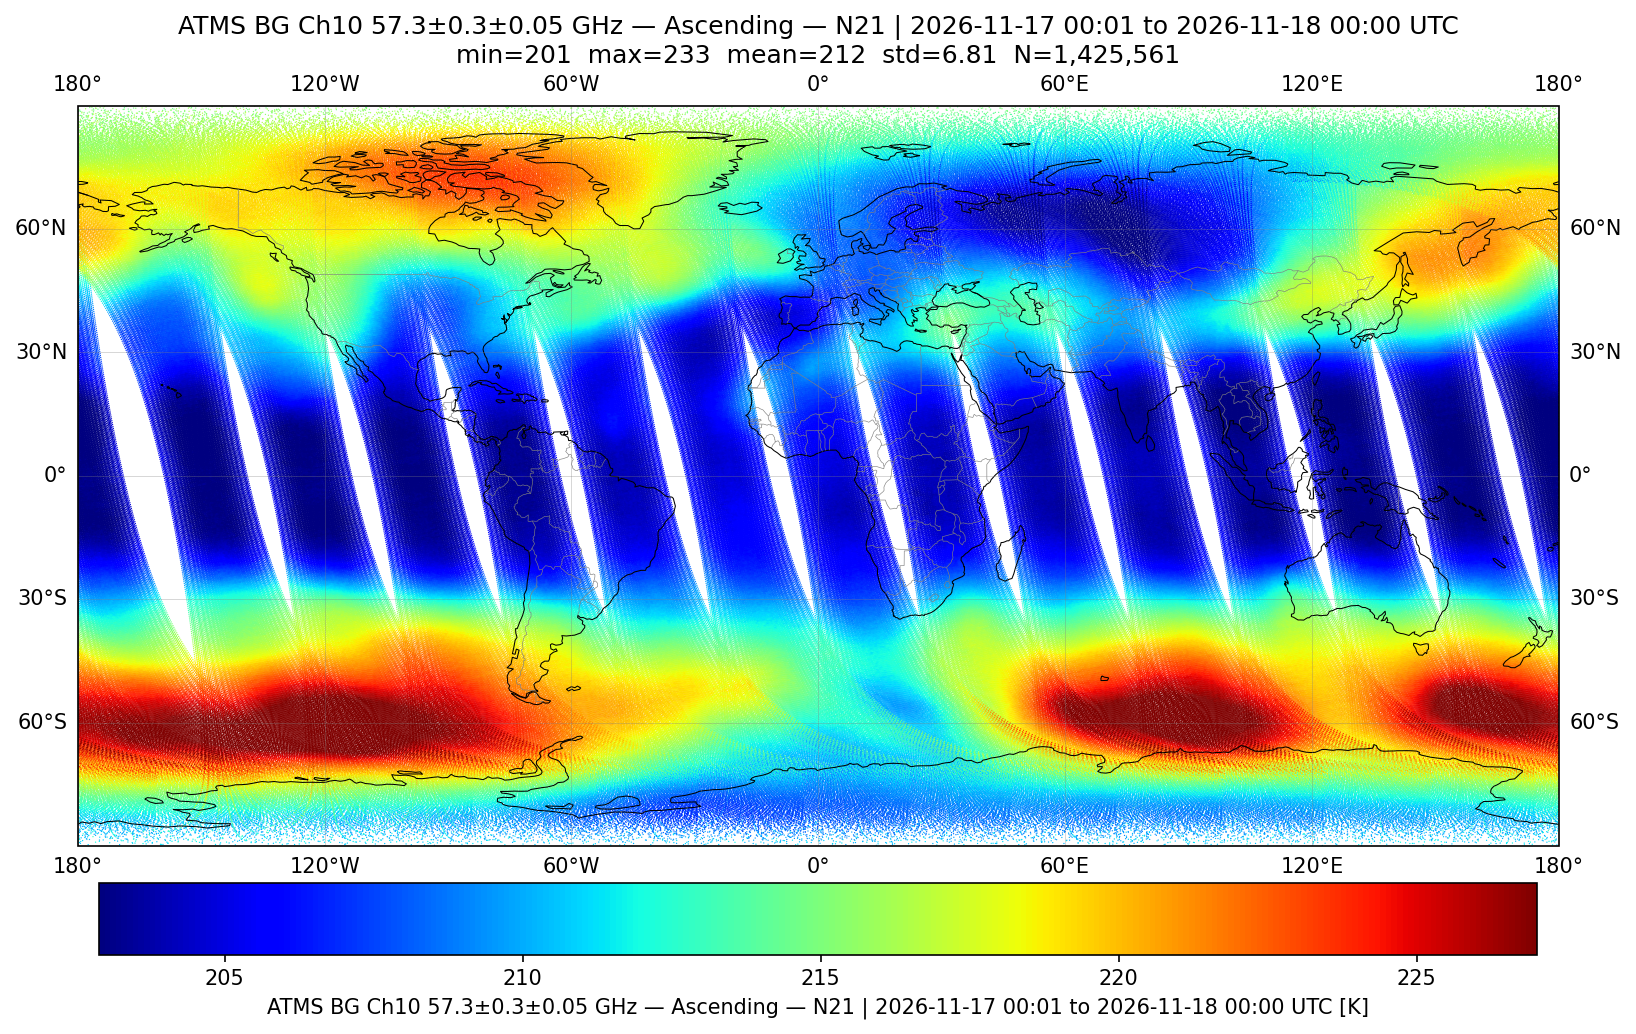 ATMS BG Ch10 57.3±0.3±0.05 GHz — Ascending — N21 | 2026-11-17 00:01 to 2026-11-18 00:00 UTC
min=201  max=233  mean=212  std=6.81  N=1,425,561
180° 120°W 60°W 0° 60°E 120°E 180°
60°N 60°N
30°N 30°N
0° 0°
30°S 30°S
60°S 60°S
180° 120°W 60°W 0° 60°E 120°E 180°
205 210 215 220 225
ATMS BG Ch10 57.3±0.3±0.05 GHz — Ascending — N21 | 2026-11-17 00:01 to 2026-11-18 00:00 UTC [K]